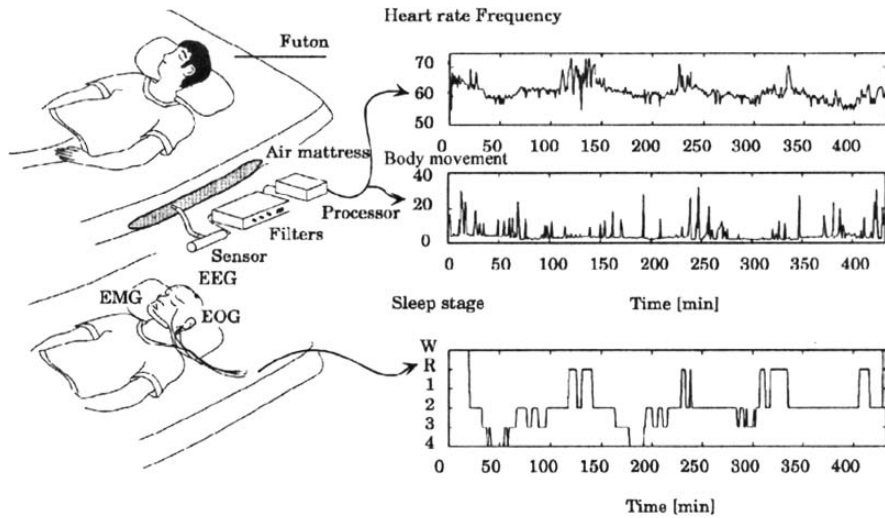 Heart rate Frequency
Futon
70
60
50
0 50 100 150 200 250 300 350 400
Air mattress
Body movement
40
20
0
Processor
Filters
Sensor
0 50 100 150 200 250 300 350 400
Time [min]
EEG
EMG
EOG
Sleep stage
W
R
1
2
3
4
50 100 150 200 250 300 350 400
Time [min]